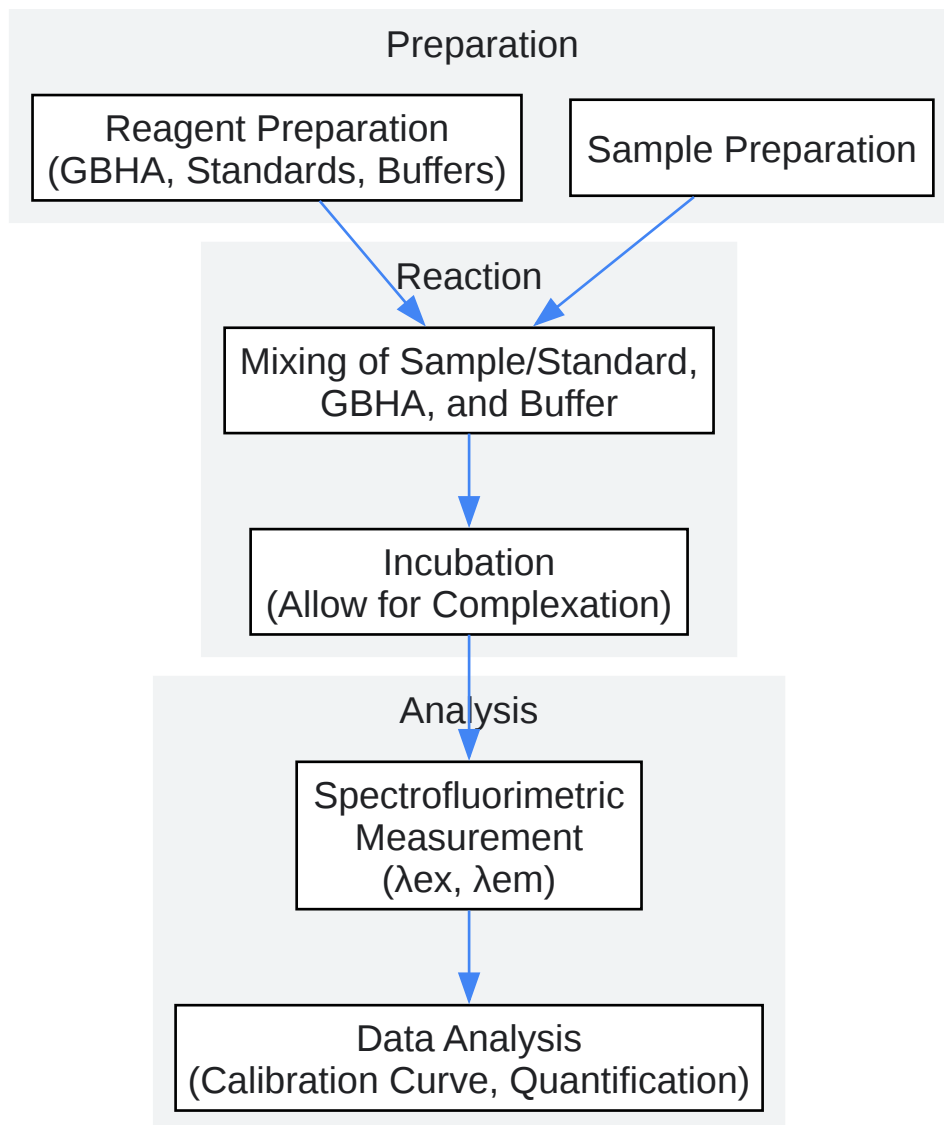 Preparation
Reagent Preparation
(GBHA, Standards, Buffers)
Sample Preparation
Reaction
Mixing of Sample/Standard,
GBHA, and Buffer
Incubation
(Allow for Complexation)
Analysis
Spectrofluorimetric
Measurement
(λex, λem)
Data Analysis
(Calibration Curve, Quantification)